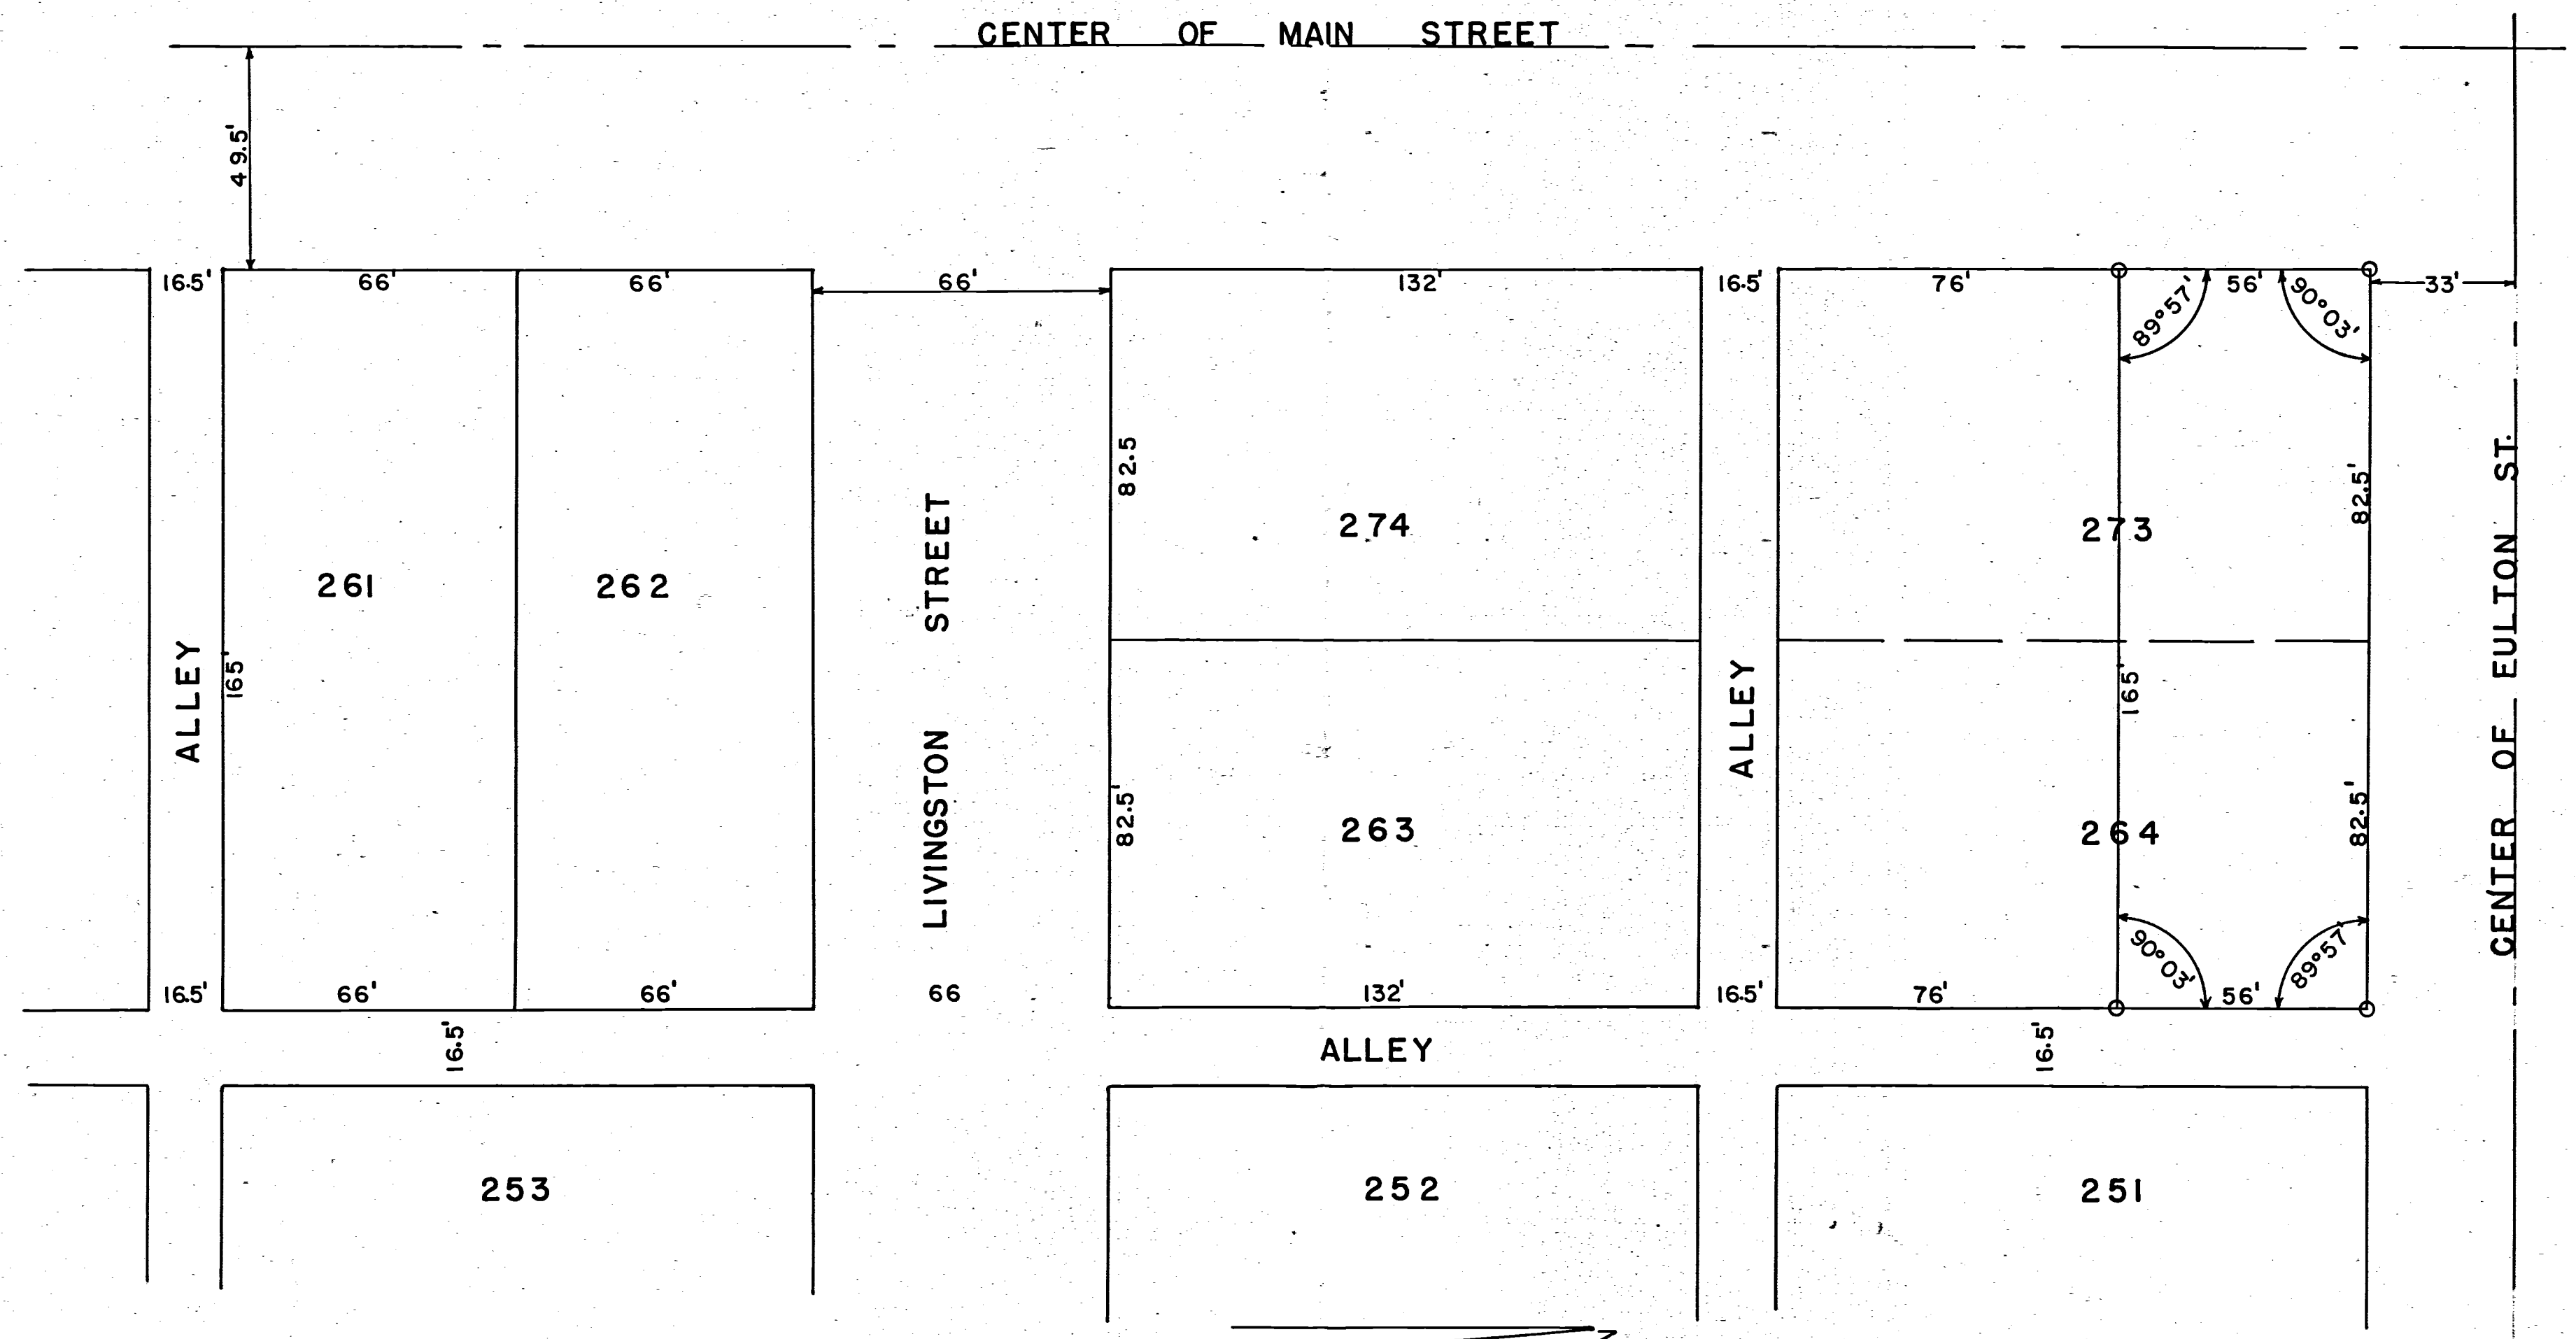 CENTER OF MAIN STREET
49.5'
16.5' 66' 66' 66' 132' 16.5' 76' 56' 33'
89°57' 90°03'
82.5 82.5'
274 273
261 262
LIVINGSTON STREET
ALLEY 165' ALLEY 165'
CENTER OF EULTON ST.
82.5' 263 264 82.5'
90°03' 89°57'
16.5' 66' 66' 66 132' 16.5' 76' 56'
16.5' ALLEY 16.5'
253 252 251